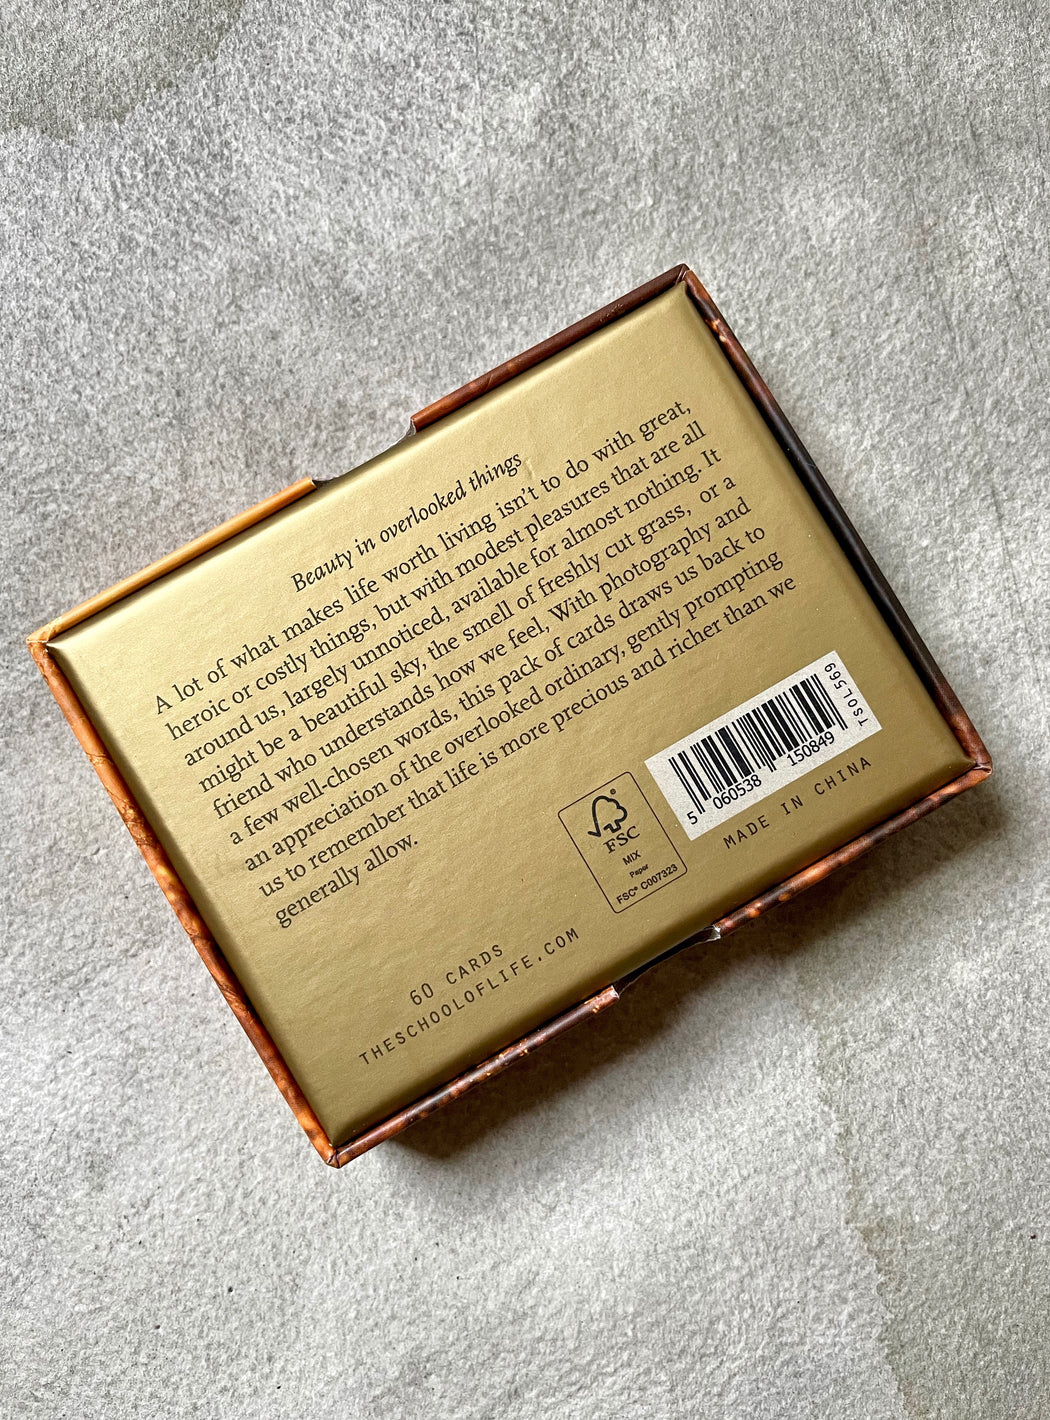 Beauty in overlooked things
A lot of what makes life worth living isn't to do with great,
heroic or costly things, but with modest pleasures that are all
around us, largely unnoticed, available for almost nothing. It
might be a beautiful sky, the smell of freshly cut grass, or a
friend who understands how we feel, With photography and
a few well-chosen words, this pack of cards draws us back to
an appreciation of the overlooked ordinary, gently prompting
us to remember that life is more precious and richer than we
generally allow.
60 CARDS
THESCHOOLOFLIFE.COM
FSC
MIX
Paper
FSC® C007323
5 060538 150849
TSOL569
MADE IN CHINA